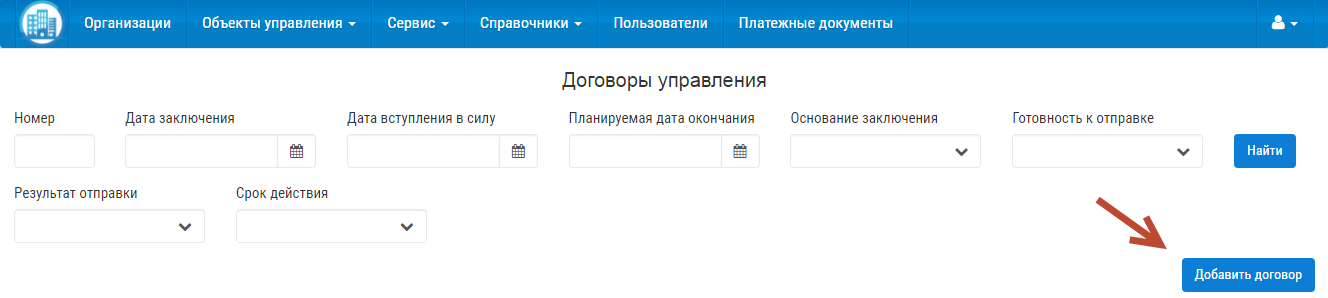 Организации Объекты управления Сервис Справочники Пользователи Платежные документы
Договоры управления
Номер Дата заключения Дата вступления в силу Планируемая дата окончания Основание заключения Готовность к отправке
Найти
Результат отправки Срок действия
Добавить договор